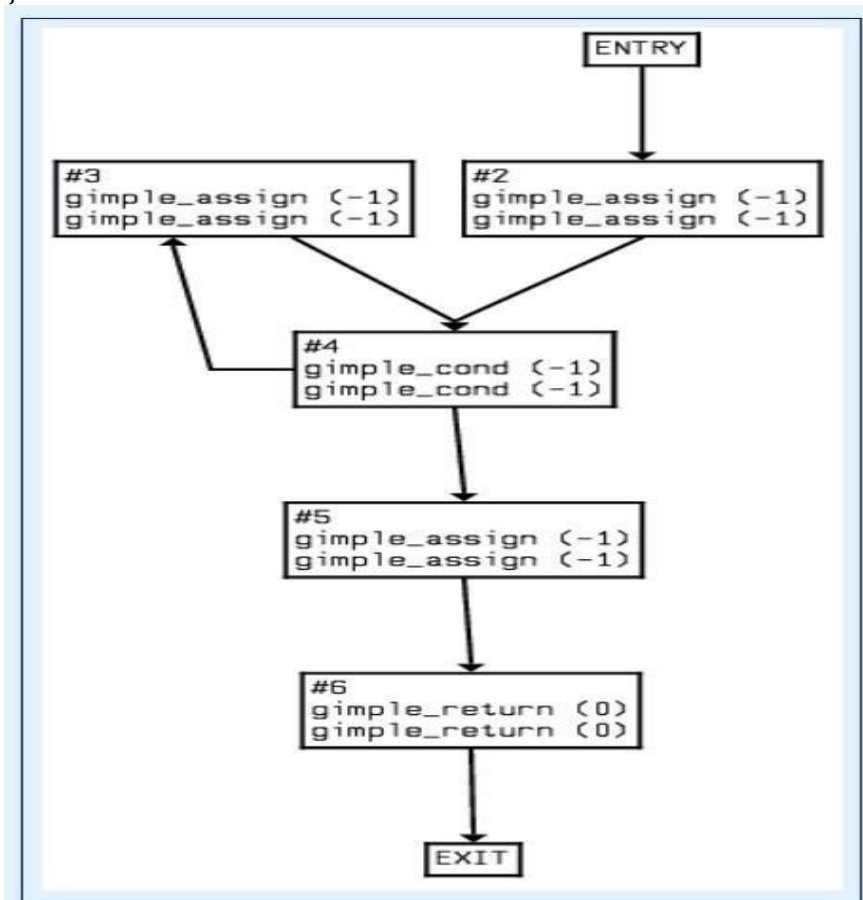 ENTRY
#3
gimple_assign (-1)
gimple_assign (-1)
#2
gimple_assign (-1)
gimple_assign (-1)
#4
gimple_cond (-1)
gimple_cond (-1)
#5
gimple_assign (-1)
gimple_assign (-1)
#6
gimple_return (0)
gimple_return (0)
EXIT